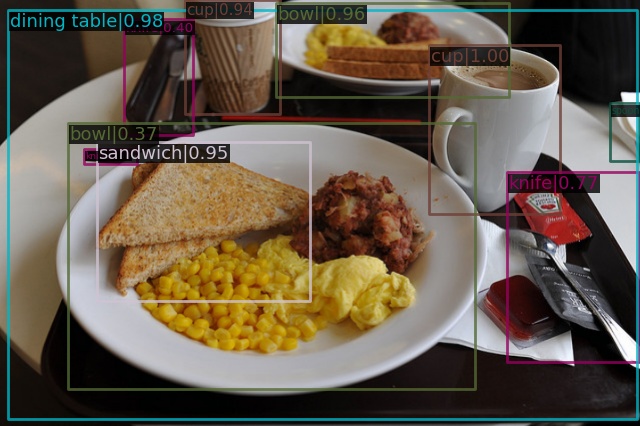 cup|0.94
bowl|0.96
dining table|0.98
cup|1.00
bowl|0.37
sandwich|0.95
knife|0.77